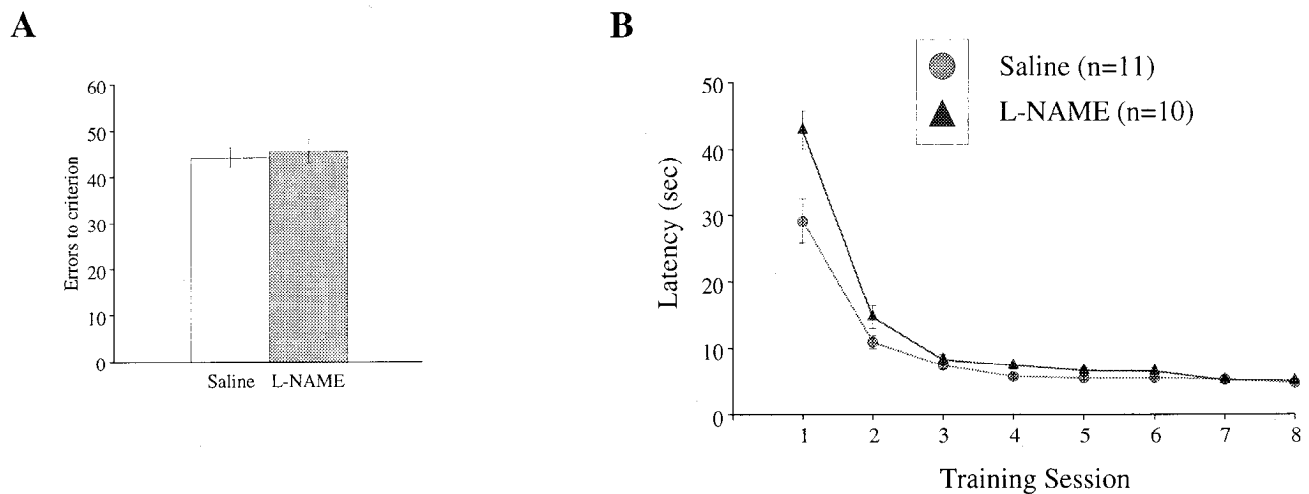 A
Errors to criterion
60
50
40
30
20
10
0
Saline L-NAME
B
Saline (n=11)
L-NAME (n=10)
Latency (sec)
50
40
30
20
10
0
1 2 3 4 5 6 7 8
Training Session